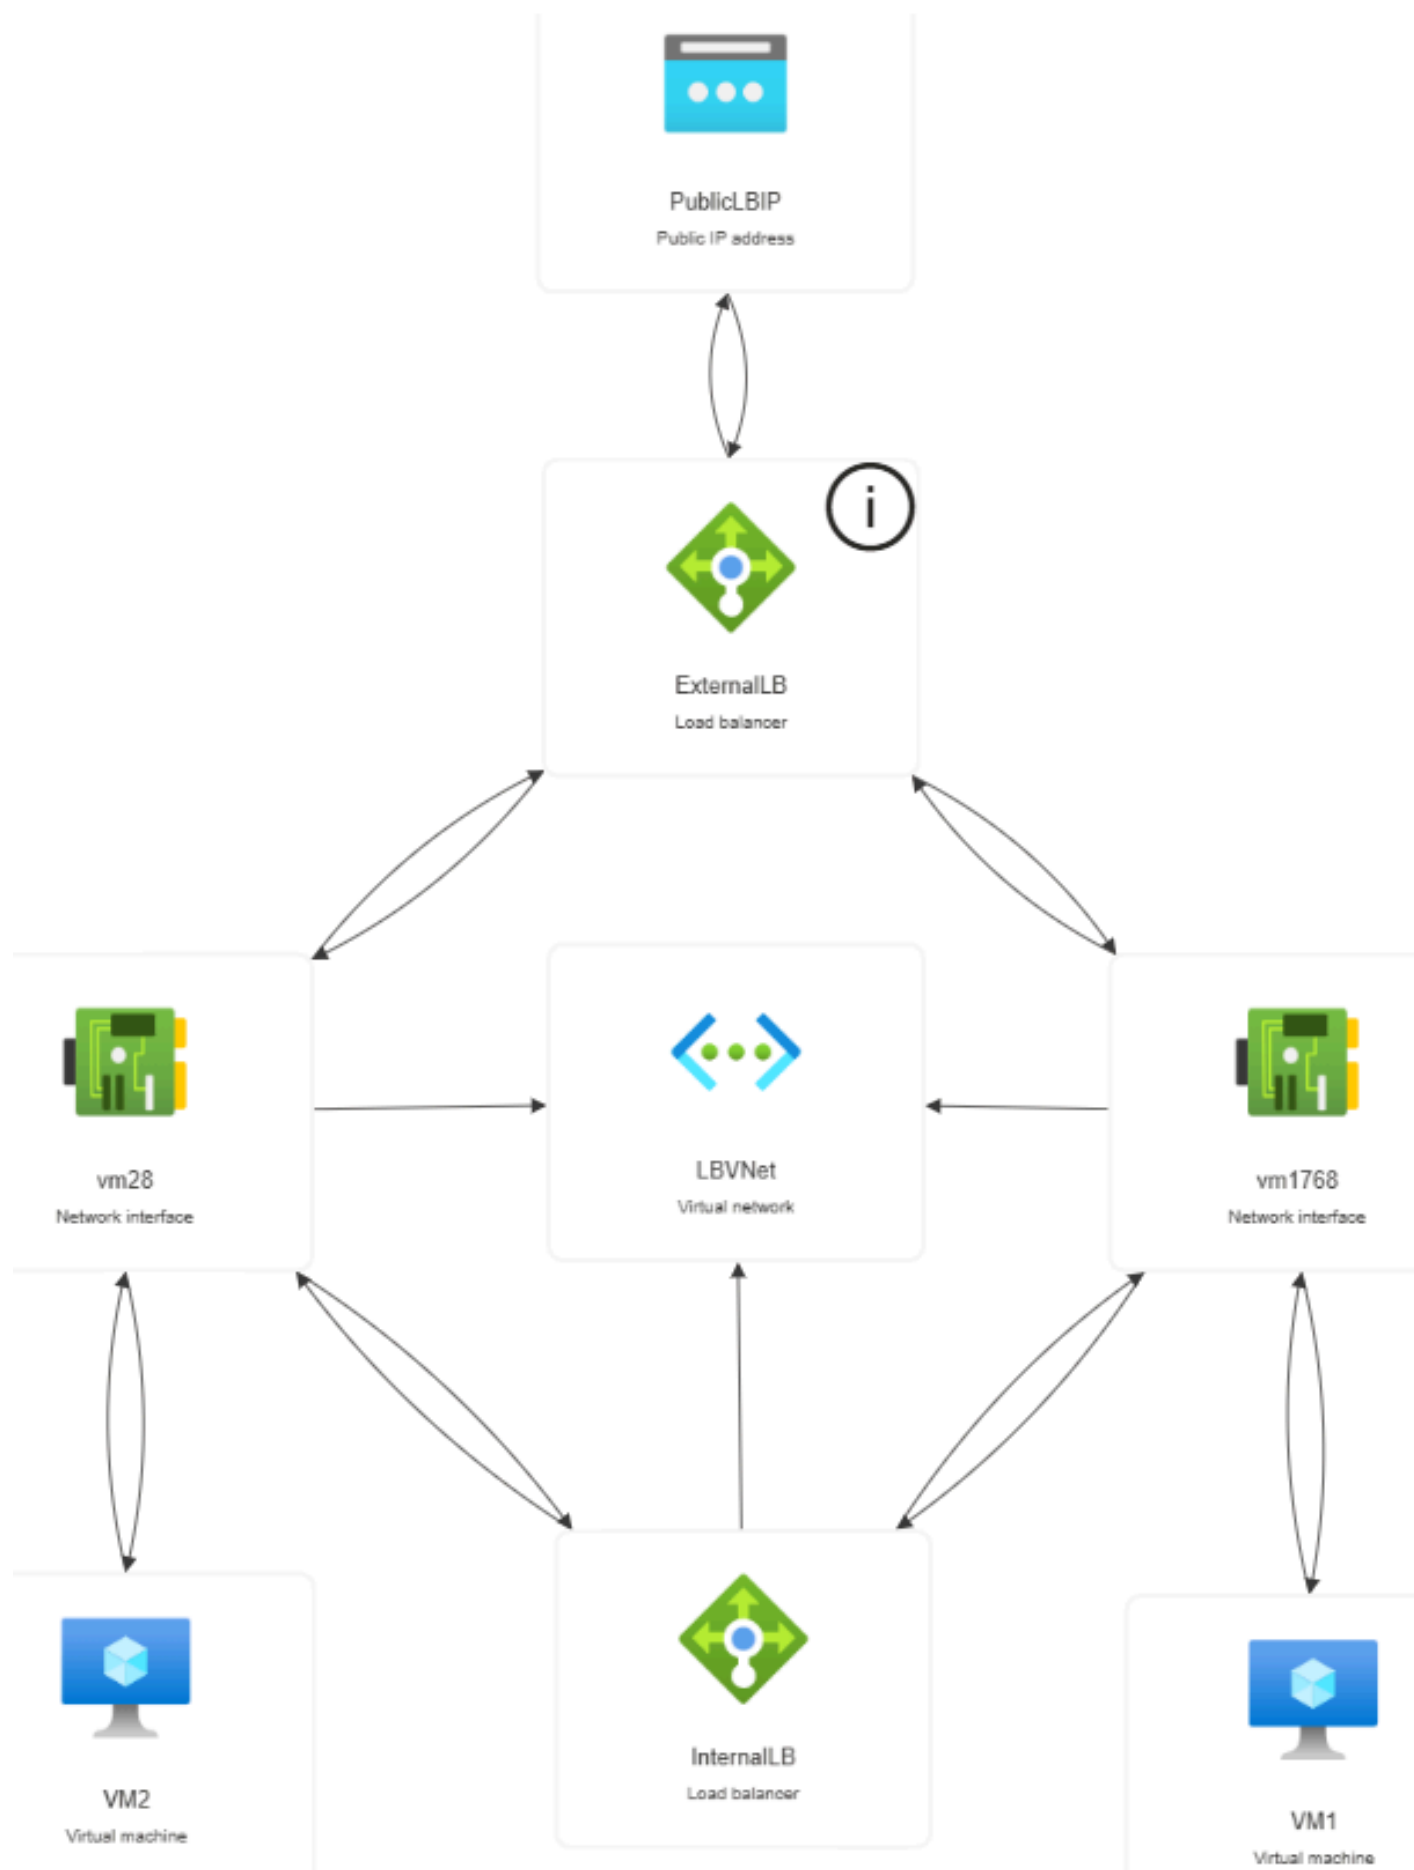 PublicLBIP
Public IP address
i
ExternalLB
Load balancer
vm28
Network interface
LBVNet
Virtual network
vm1768
Network interface
VM2
Virtual machine
InternalLB
Load balancer
VM1
Virtual machine